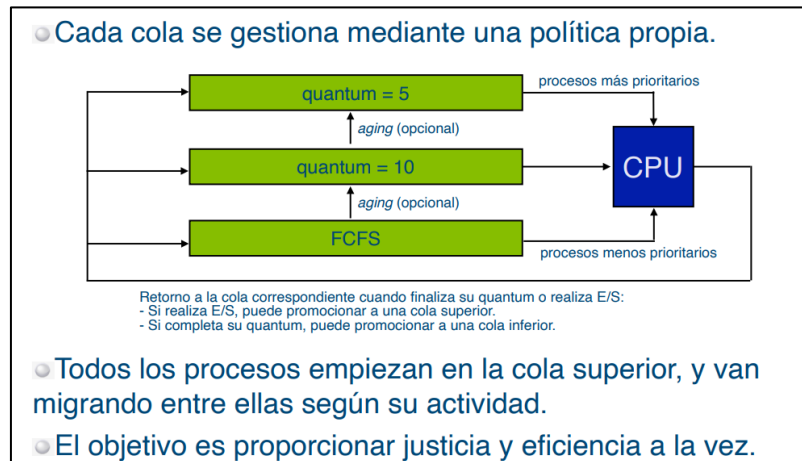 Cada cola se gestiona mediante una política propia.
quantum = 5
procesos más prioritarios
aging (opcional)
quantum = 10
CPU
aging (opcional)
FCFS
procesos menos prioritarios
Retorno a la cola correspondiente cuando finaliza su quantum o realiza E/S:
- Si realiza E/S, puede promocionar a una cola superior.
- Si completa su quantum, puede promocionar a una cola inferior.
Todos los procesos empiezan en la cola superior, y van
migrando entre ellas según su actividad.
El objetivo es proporcionar justicia y eficiencia a la vez.